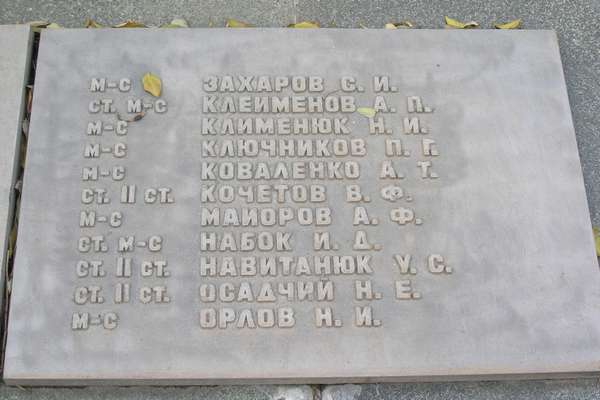 м-с ЗАХАРОВ С. И.
ст. м-с КЛЕЙМЕНОВ А. П.
м-с КЛИМЕНЮК Н. И.
м-с КЛЮЧНИКОВ П. Г.
м-с КОВАЛЕНКО А. Т.
ст. II ст. КОЧЕТОВ В. Ф.
м-с МАЙОРОВ А. Ф.
ст. м-с НАБОК И. Д.
ст. II ст. НАВИТАНЮК У. С.
ст. II ст. ОСАДЧИЙ Н. Е.
м-с ОРЛОВ Н. И.